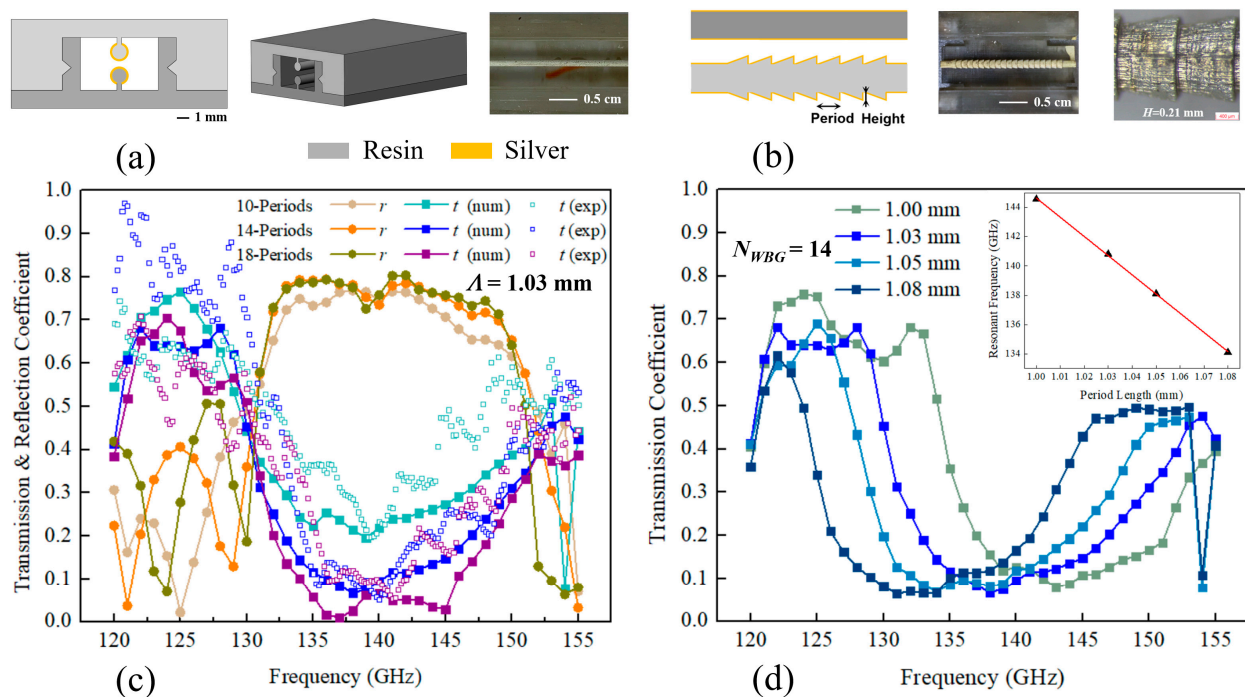 1 mm
0.5 cm
(a)
Period
Height
0.5 cm
H=0.21 mm
400 μm
(b)
Resin
Silver
(c)
Transmission & Reflection Coefficient
1.0
0.9
0.8
0.7
0.6
0.5
0.4
0.3
0.2
0.1
0.0
10-Periods r t (num) t (exp)
14-Periods r t (num) t (exp)
18-Periods r t (num) t (exp)
Λ = 1.03 mm
120 125 130 135 140 145 150 155
Frequency (GHz)
(d)
Transmission Coefficient
1.0
0.9
0.8
0.7
0.6
0.5
0.4
0.3
0.2
0.1
0.0
N_WBG = 14
1.00 mm
1.03 mm
1.05 mm
1.08 mm
Resonant Frequency (GHz)
144
142
140
138
136
134
1.00 1.01 1.02 1.03 1.04 1.05 1.06 1.07 1.08
Period Length (mm)
120 125 130 135 140 145 150 155
Frequency (GHz)